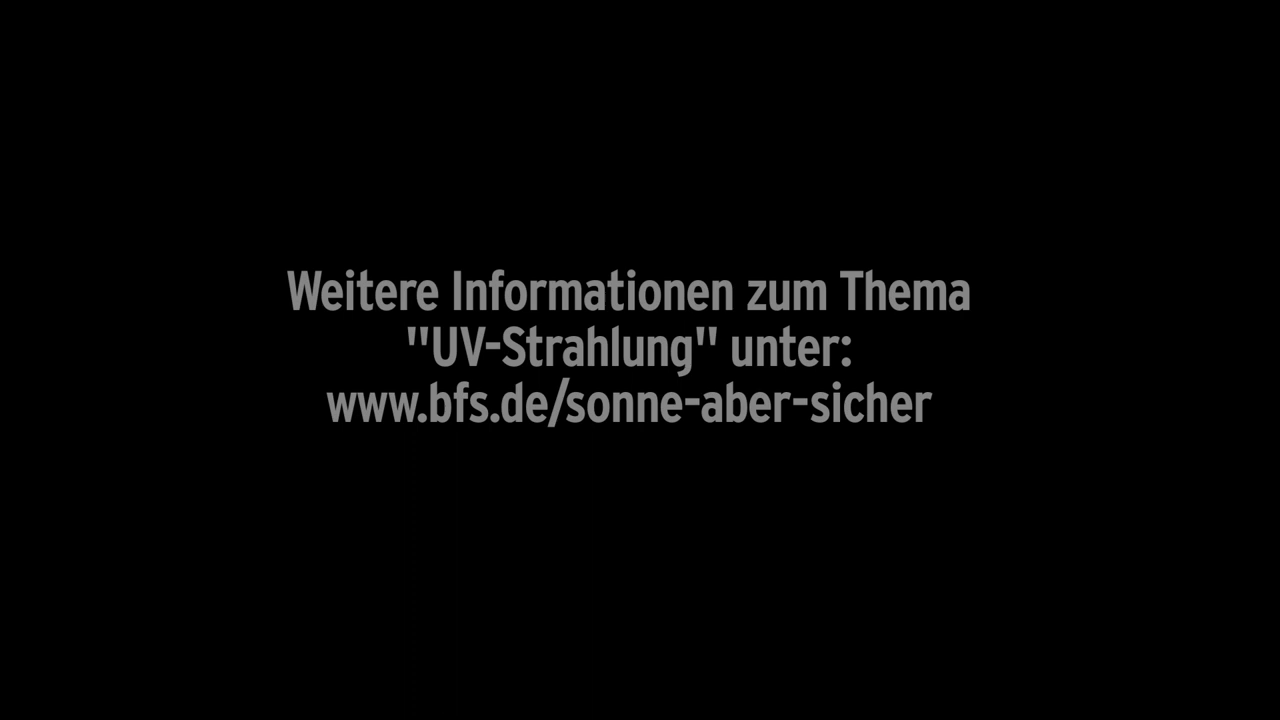 Weitere Informationen zum Thema
"UV-Strahlung" unter:
www.bfs.de/sonne-aber-sicher